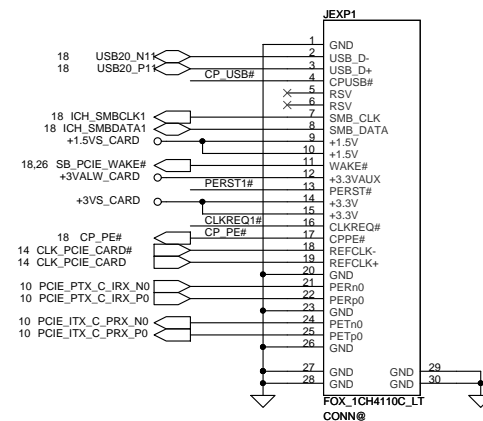 JEXP1
1 GND
18 USB20_N11 2 USB_D-
18 USB20_P11 3 USB_D+
CP_USB# 4 CPUSB#
5 RSV
6 RSV
18 ICH_SMBCLK1 7 SMB_CLK
18 ICH_SMBDATA1 8 SMB_DATA
+1.5VS_CARD 9 +1.5V
10 +1.5V
18,26 SB_PCIE_WAKE# 11 WAKE#
+3VALW_CARD 12 +3.3VAUX
PERST1# 13 PERST#
+3VS_CARD 14 +3.3V
15 +3.3V
CLKREQ1# 16 CLKREQ#
18 CP_PE# CP_PE# 17 CPPE#
14 CLK_PCIE_CARD# 18 REFCLK-
14 CLK_PCIE_CARD 19 REFCLK+
20 GND
10 PCIE_PTX_C_IRX_N0 21 PERn0
10 PCIE_PTX_C_IRX_P0 22 PERp0
23 GND
10 PCIE_ITX_C_PRX_N0 24 PETn0
10 PCIE_ITX_C_PRX_P0 25 PETp0
26 GND
27 GND GND 29
28 GND GND 30
FOX_1CH4110C_LT
CONN@